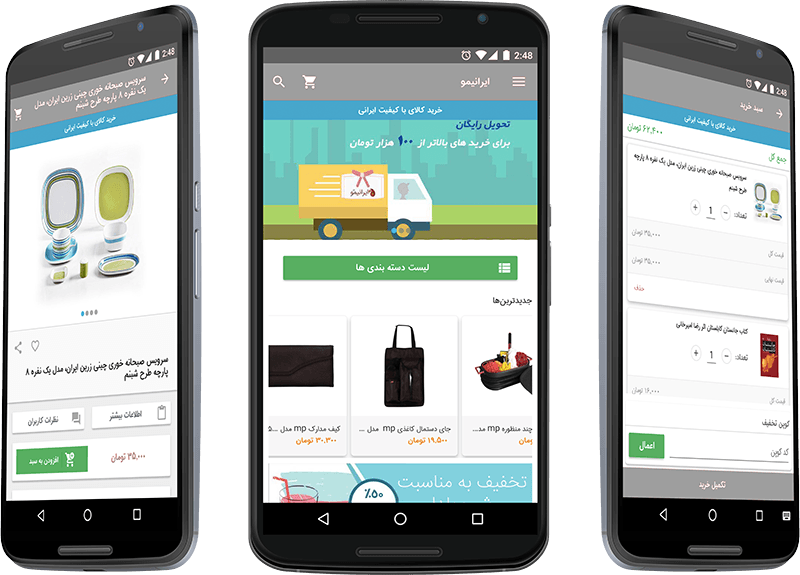 2:48
سرویس صبحانه خوری چینی زرین ایران، مدل
یک نفره ۸ پارچه طرح شبنم
خرید کالای با کیفیت ایرانی
سرویس صبحانه خوری چینی زرین ایران، مدل یک نفره ۸
پارچه طرح شبنم
اطلاعات بیشتر
نظرات کاربران
۳۵,۰۰۰ تومان
افزودن به سبد
2:48
ایرانیمو
خرید کالای با کیفیت ایرانی
تحویل رایگان
برای خرید های بالاتر از ۱۰۰ هزار تومان
ایرانیمو
لیست دسته بندی ها
جدیدترین‌ها
چند منظوره mp مد...
جای دستمال کاغذی mp ...
کیف مدارک mp مدل ۵...
تومان
۱۹,۵۰۰ تومان
۳۰,۳۰۰ تومان
تخفیف به مناسبت
٪۵۰
2:48
سبد خرید
خرید کالای با کیفیت ایرانی
جمع کل
۶۲,۴۰۰ تومان
سرویس صبحانه خوری چینی زرین ایران، مدل یک نفره ۸ پارچه
طرح شبنم
تعداد: − 1 +
قیمت کل
۳۵,۰۰۰ تومان
قیمت نهایی
۳۵,۰۰۰ تومان
حذف
کتاب جانستان کابلستان اثر رضا امیرخانی
تعداد: − 1 +
قیمت کل
۱۶,۰۰۰ تومان
کوپن تخفیف
کد کوپن
اعمال
تکمیل خرید